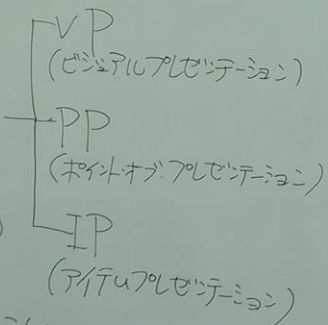 VP
(ビジュアルプレゼンテーション)
PP
(ポイント・オブ・プレゼンテーション)
IP
(アイテムプレゼンテーション)